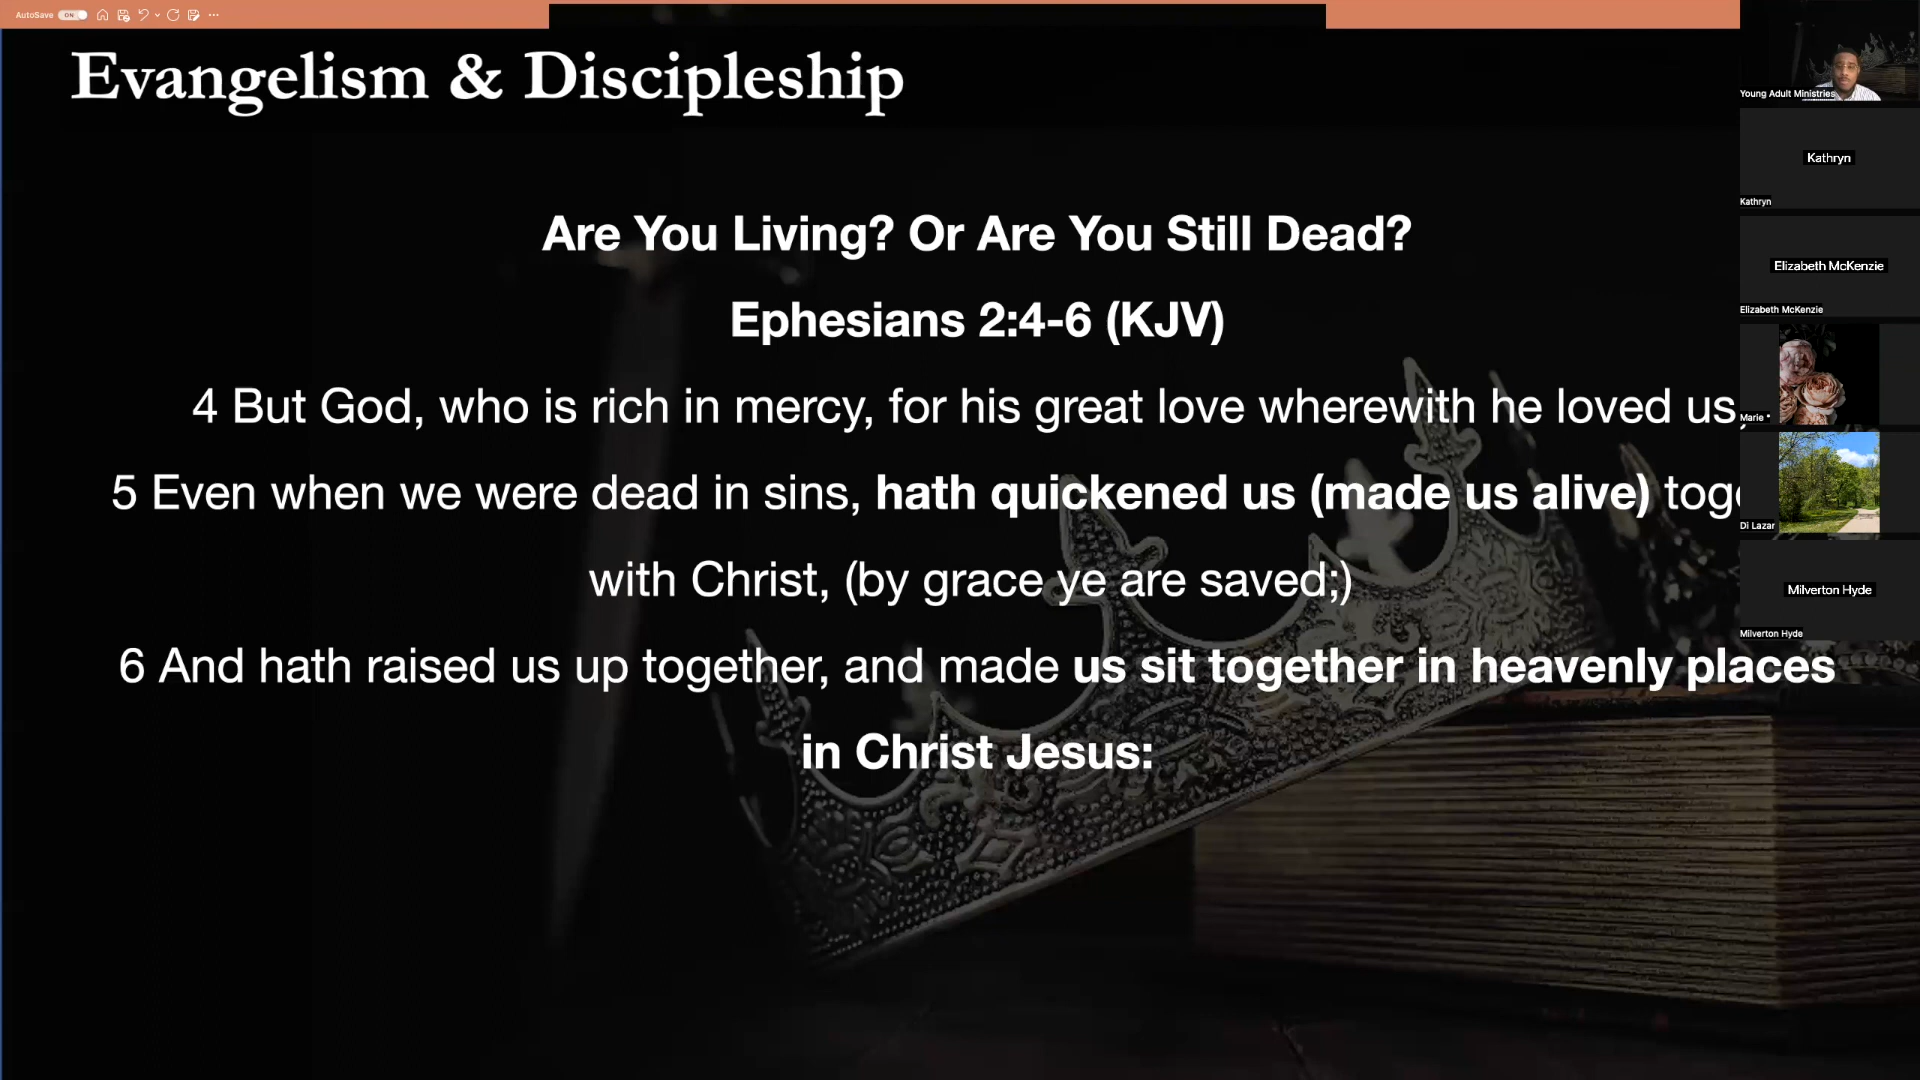 AutoSave ON
Evangelism & Discipleship
Are You Living? Or Are You Still Dead?
Ephesians 2:4-6 (KJV)
4 But God, who is rich in mercy, for his great love wherewith he loved us,
5 Even when we were dead in sins, hath quickened us (made us alive)
with Christ, (by grace ye are saved;)
6 And hath raised us up together, and made us sit together in heavenly places
in Christ Jesus:
Young Adult Ministries
Kathryn
Kathryn
Elizabeth McKenzie
Elizabeth McKenzie
Marie
Di Lazar
Milverton Hyde
Milverton Hyde